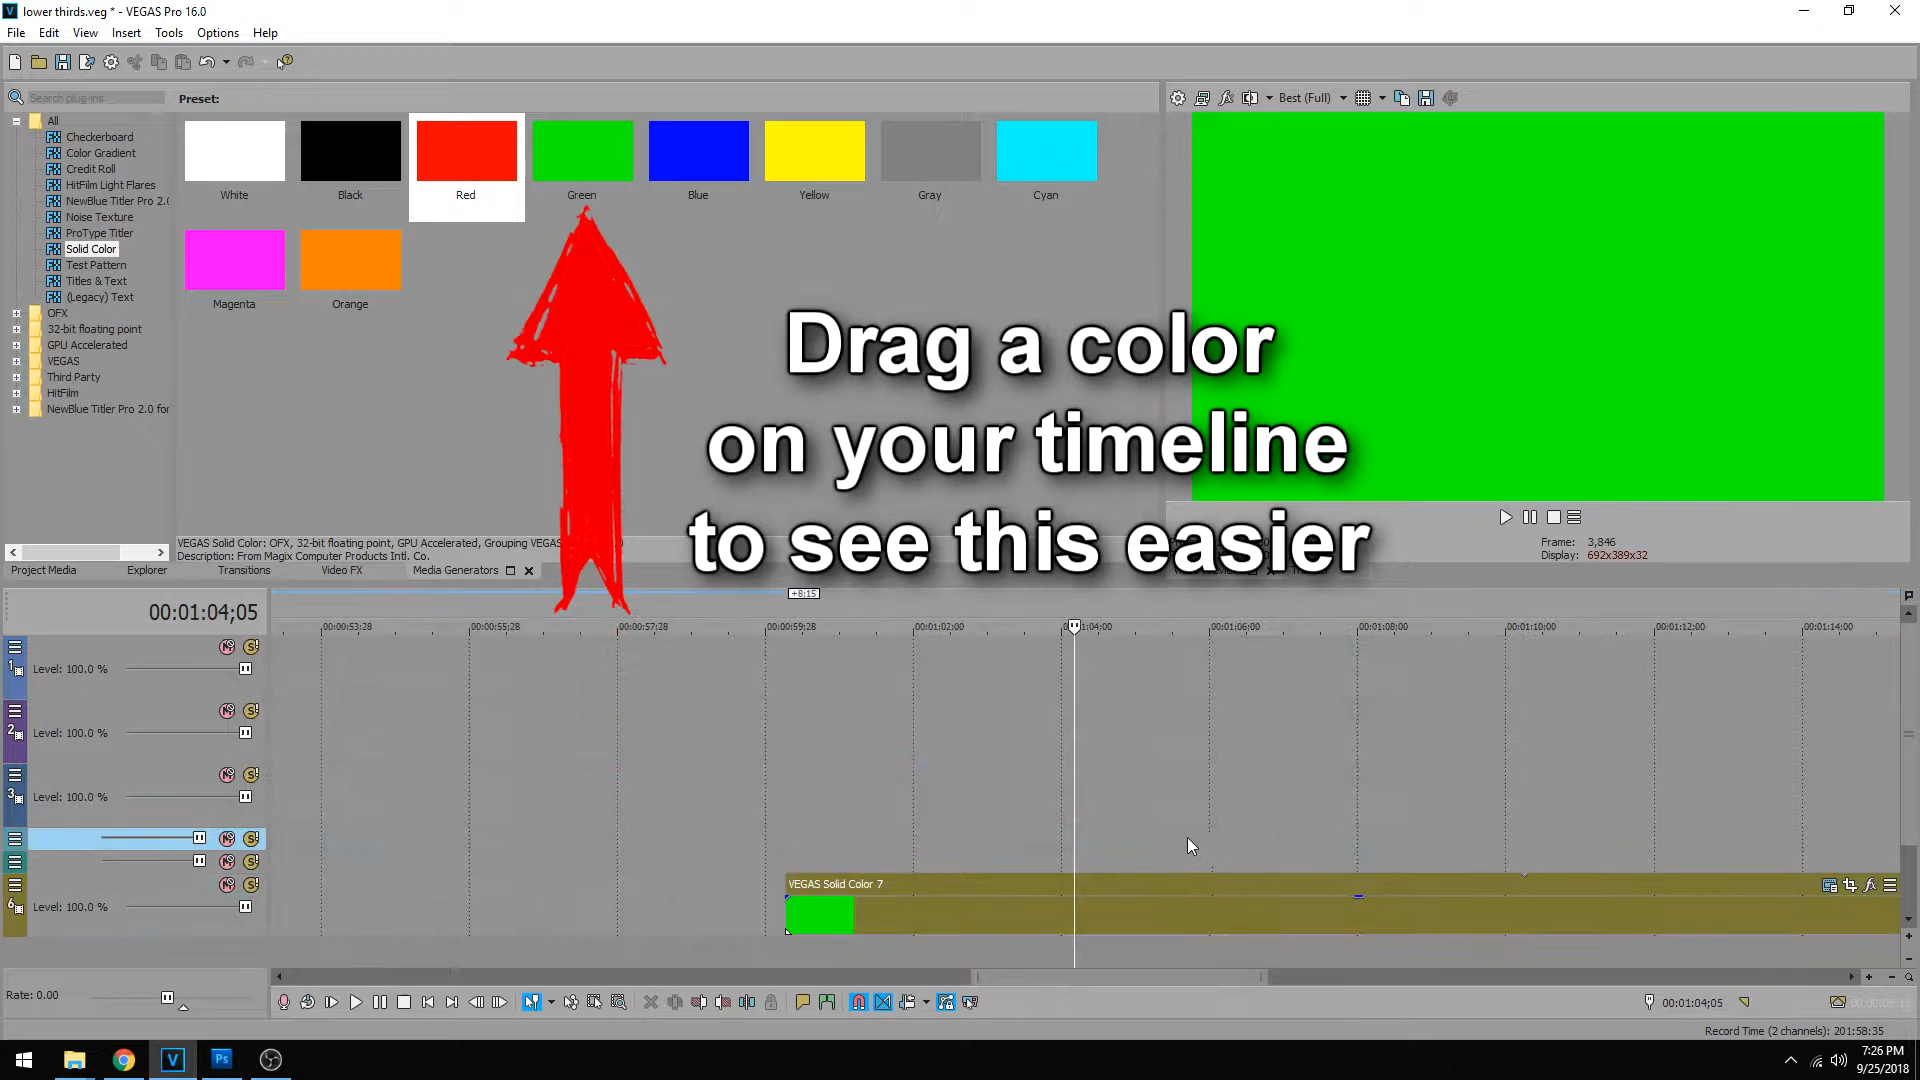 lower thirds.veg * - VEGAS Pro 16.0
File Edit View Insert Tools Options Help
Search plug-ins
Preset:
Best (Full)
All
Checkerboard
Color Gradient
Credit Roll
HitFilm Light Flares
NewBlue Titler Pro 2.0
Noise Texture
ProType Titler
Solid Color
Test Pattern
Titles & Text
(Legacy) Text
OFX
32-bit floating point
GPU Accelerated
VEGAS
Third Party
HitFilm
NewBlue Titler Pro 2.0 for
White Black Red Green Blue Yellow Gray Cyan
Magenta Orange
Drag a color
on your timeline
to see this easier
VEGAS Solid Color: OFX, 32-bit floating point, GPU Accelerated, Grouping VEGAS
Description: From Magix Computer Products Intl. Co.
Frame: 3,846
Display: 692x389x32
Project Media Explorer Transitions Video FX Media Generators
+8;15
00:01:04;05
00:00:53;28 00:00:55;28 00:00:57;28 00:00:59;28 00:01:02;00 1:04;00 00:01:06;00 00:01:08;00 00:01:10;00 00:01:12;00 00:01:14;00
1
Level: 100.0 %
2
Level: 100.0 %
3
Level: 100.0 %
VEGAS Solid Color 7
6
Level: 100.0 %
Rate: 0.00
00:01:04;05
Record Time (2 channels): 201:58:35
7:26 PM
9/25/2018